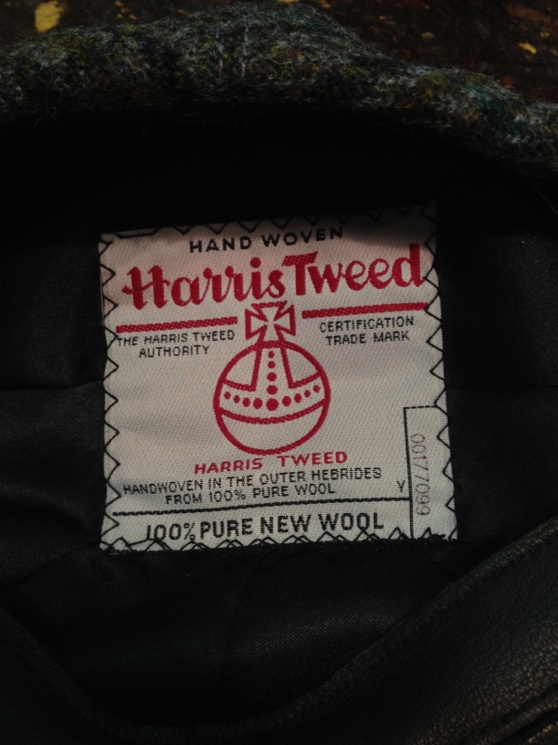 HAND WOVEN
Harris Tweed
THE HARRIS TWEED
AUTHORITY
CERTIFICATION
TRADE MARK
HARRIS TWEED
HANDWOVEN IN THE OUTER HEBRIDES
FROM 100% PURE WOOL
Y
100% PURE NEW WOOL